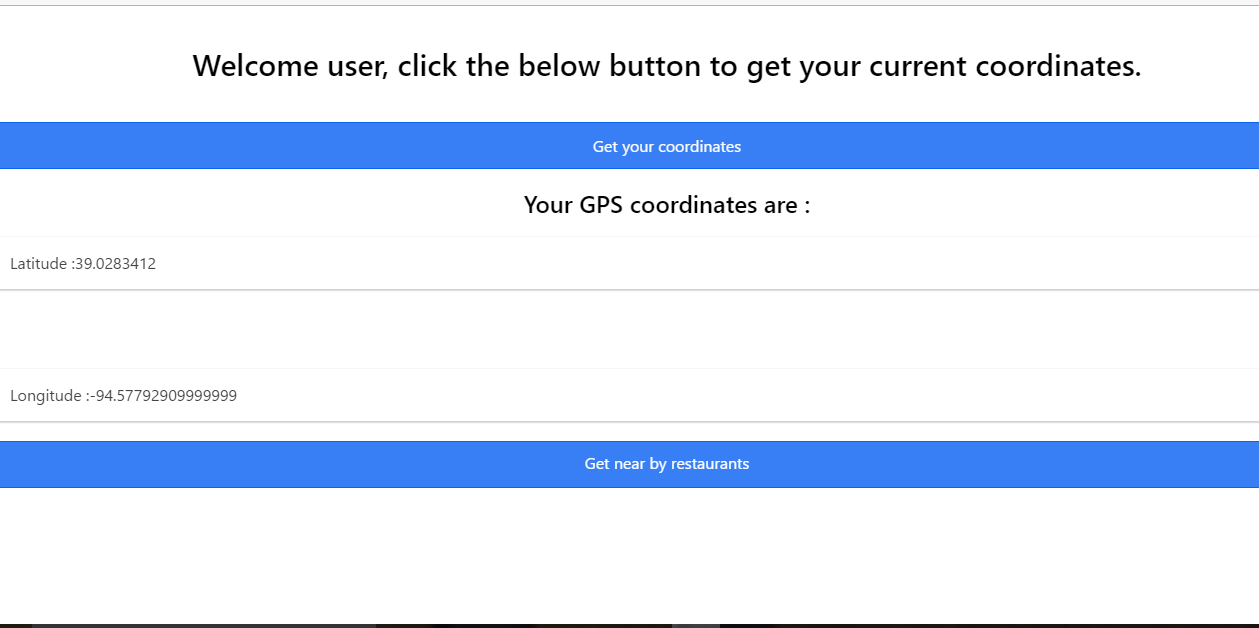 Welcome user, click the below button to get your current coordinates.
Get your coordinates
Your GPS coordinates are :
Latitude :39.0283412
Longitude :-94.57792909999999
Get near by restaurants